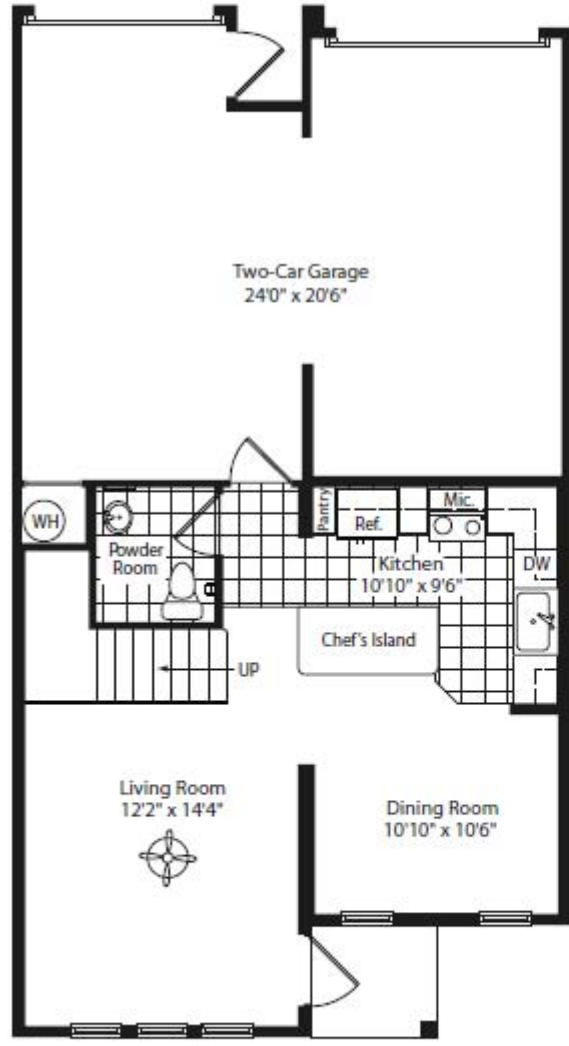 Two-Car Garage
24'0" x 20'6"
WH
Powder
Room
Pantry
Ref.
Mic.
Kitchen
10'10" x 9'6"
DW
Chef's Island
UP
Living Room
12'2" x 14'4"
Dining Room
10'10" x 10'6"